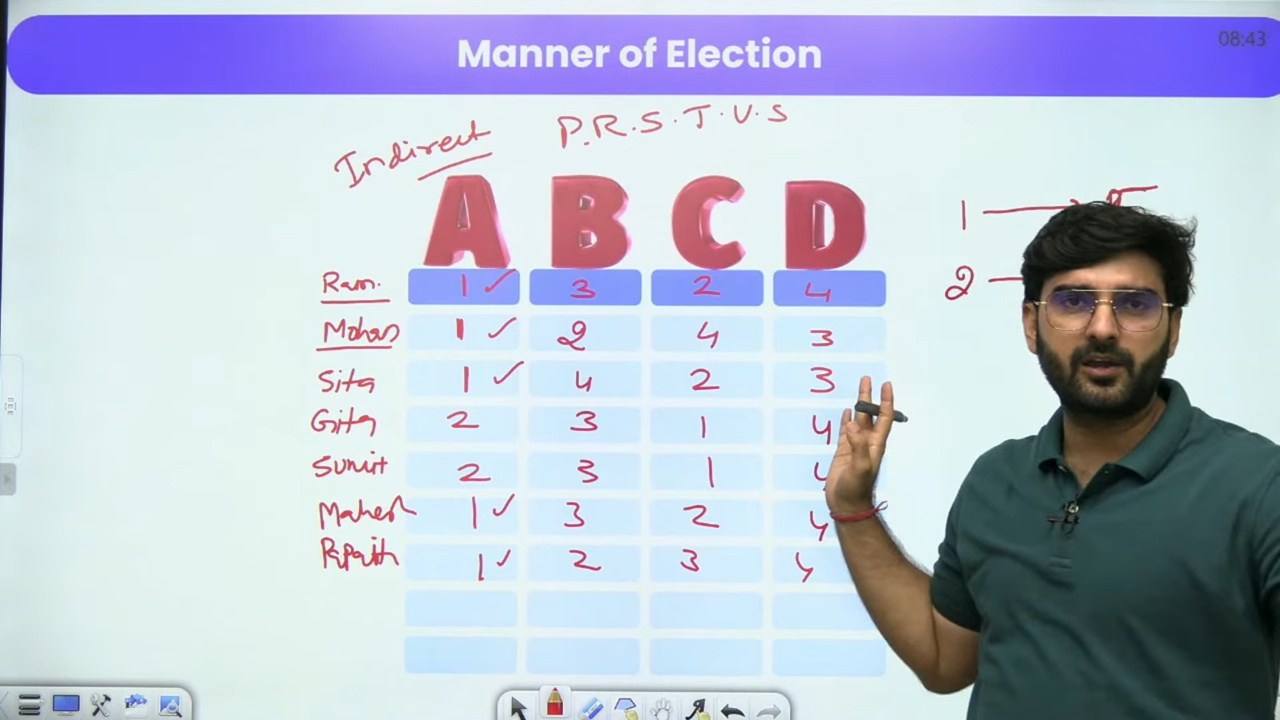 08:43
Manner of Election
Indirect P.R.S.T.V.S
A B C D
1
2
Ram. 1 ✓ 3 2 4
Mohan 1 ✓ 2 4 3
Sita 1 ✓ 4 2 3
Gita 2 3 1 4
Sumit 2 3 1 4
Mahesh 1 ✓ 3 2 4
1 ✓ 2 3 4